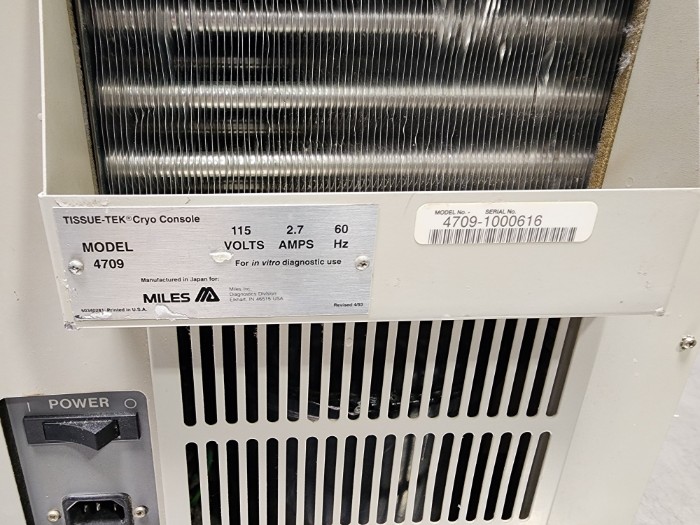 TISSUE-TEK® Cryo Console
MODEL 4709
115 VOLTS 2.7 AMPS 60 Hz
For in vitro diagnostic use
Manufactured in Japan for:
MILES
Miles Inc.
Diagnostics Division
Elkhart, IN 46515 USA
Printed in U.S.A.
Revised 4/93
MODEL No. - SERIAL No.
4709-1000616
| POWER O